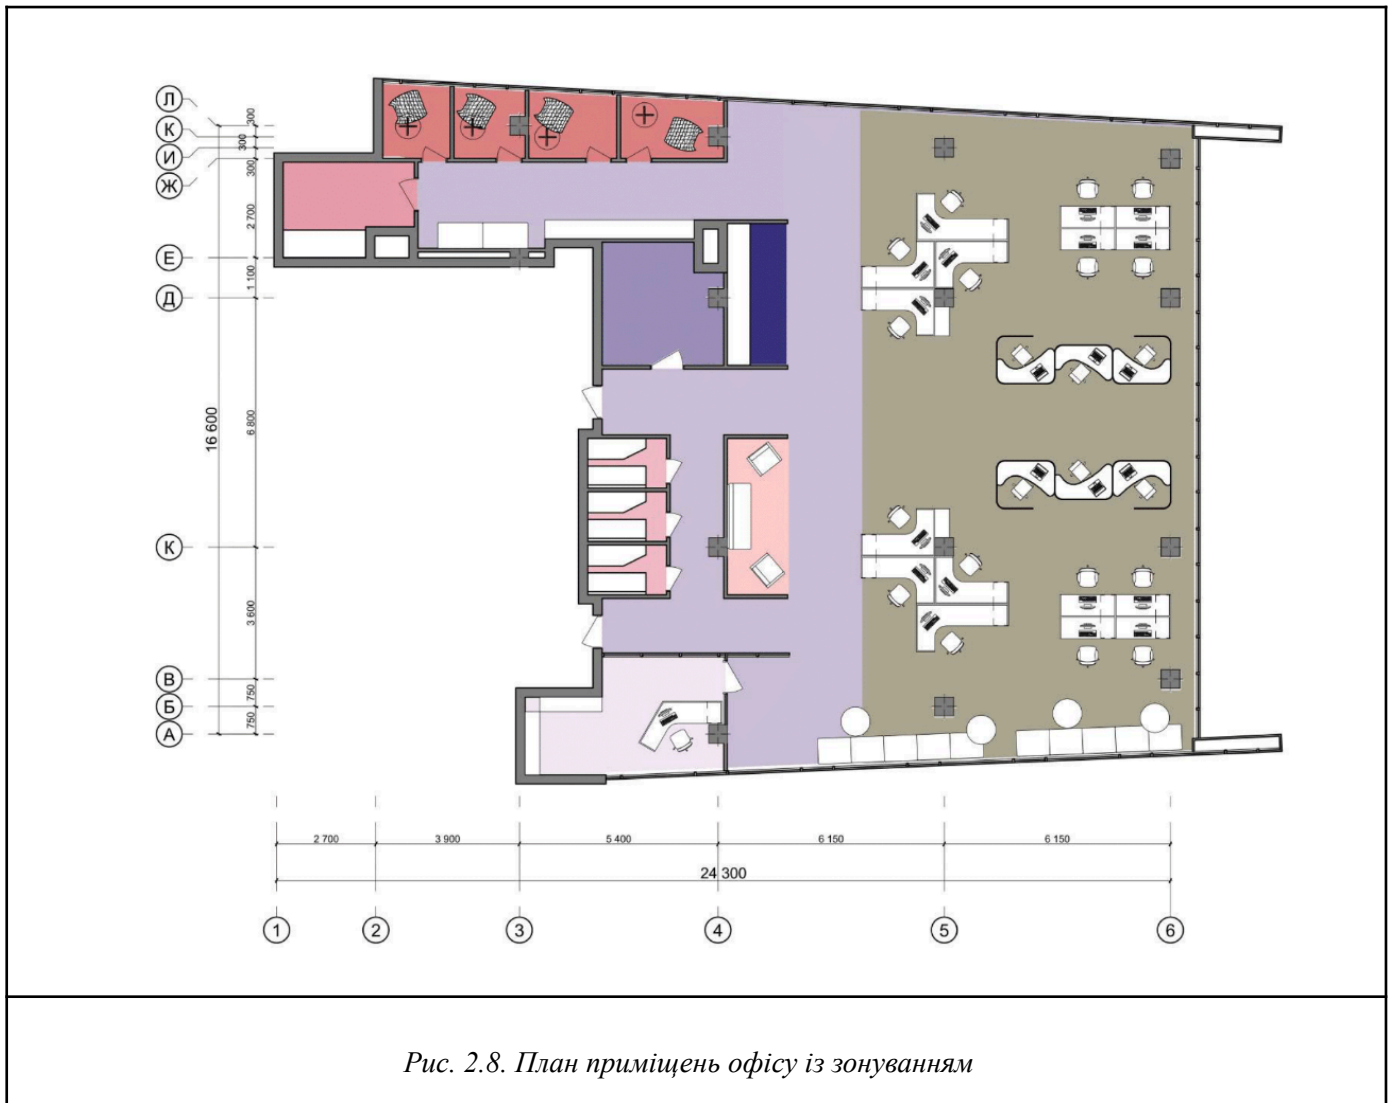 Л
К
И
Ж
Е
Д
К
В
Б
А
300
300
300
2 700
1 100
6 800
3 600
750
750
16 600
2 700
3 900
5 400
6 150
6 150
24 300
1
2
3
4
5
6
Рис. 2.8. План приміщень офісу із зонуванням